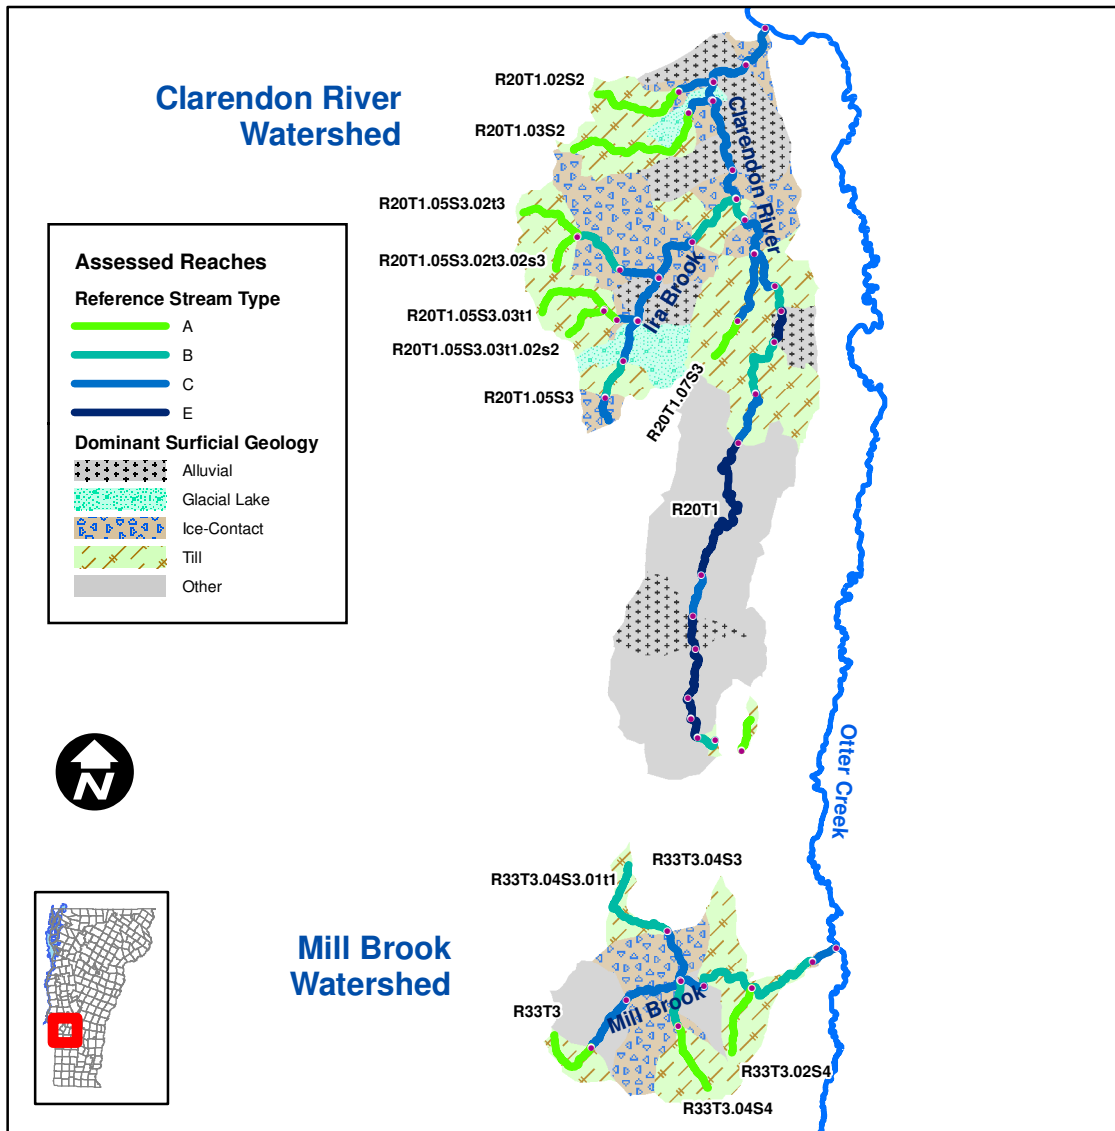 Clarendon River
Watershed
R20T1.02S2
R20T1.03S2
Clarendon River
R20T1.05S3.02t3
R20T1.05S3.02t3.02s3
R20T1.05S3.03t1
R20T1.05S3.03t1.02s2
R20T1.05S3
Ira Brook
R20T1.07S3
R20T1
Assessed Reaches
Reference Stream Type
A
B
C
E
Dominant Surficial Geology
Alluvial
Glacial Lake
Ice-Contact
Till
Other
N
Otter Creek
Mill Brook
Watershed
R33T3.04S3
R33T3.04S3.01t1
R33T3
Mill Brook
R33T3.02S4
R33T3.04S4